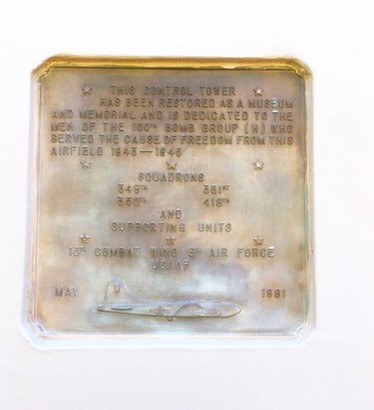 THIS CONTROL TOWER
HAS BEEN RESTORED AS A MUSEUM
AND MEMORIAL AND IS DEDICATED TO THE
MEN OF THE 100TH BOMB GROUP (H) WHO
SERVED THE CAUSE OF FREEDOM FROM THIS
AIRFIELD 1943—1945
SQUADRONS
349TH 351ST
350TH 418TH
AND
SUPPORTING UNITS
13TH COMBAT WING 8TH AIR FORCE
USAAF
MAY 1981